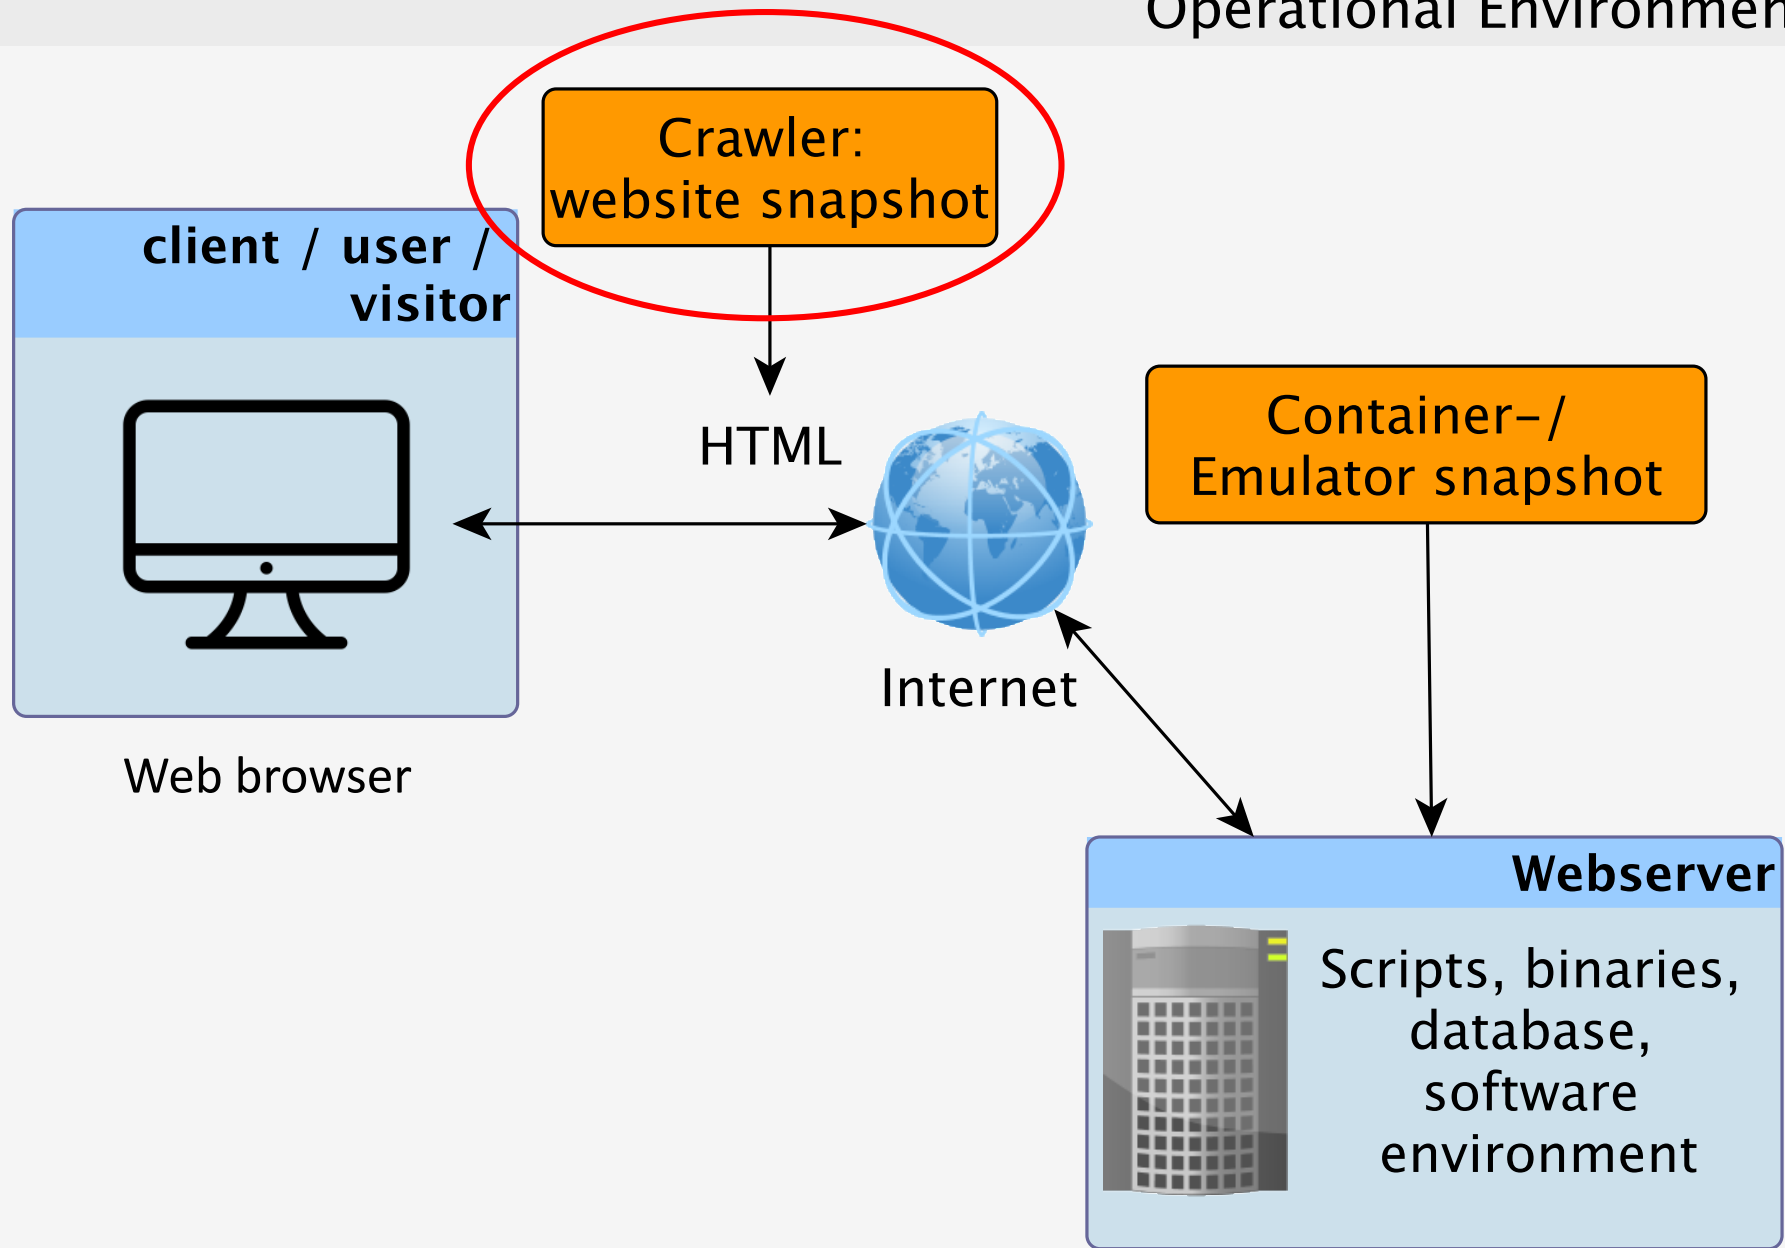 Operational Environmen
Crawler:
website snapshot
client / user /
visitor
HTML
Container-/
Emulator snapshot
Internet
Web browser
Webserver
Scripts, binaries,
database,
software
environment